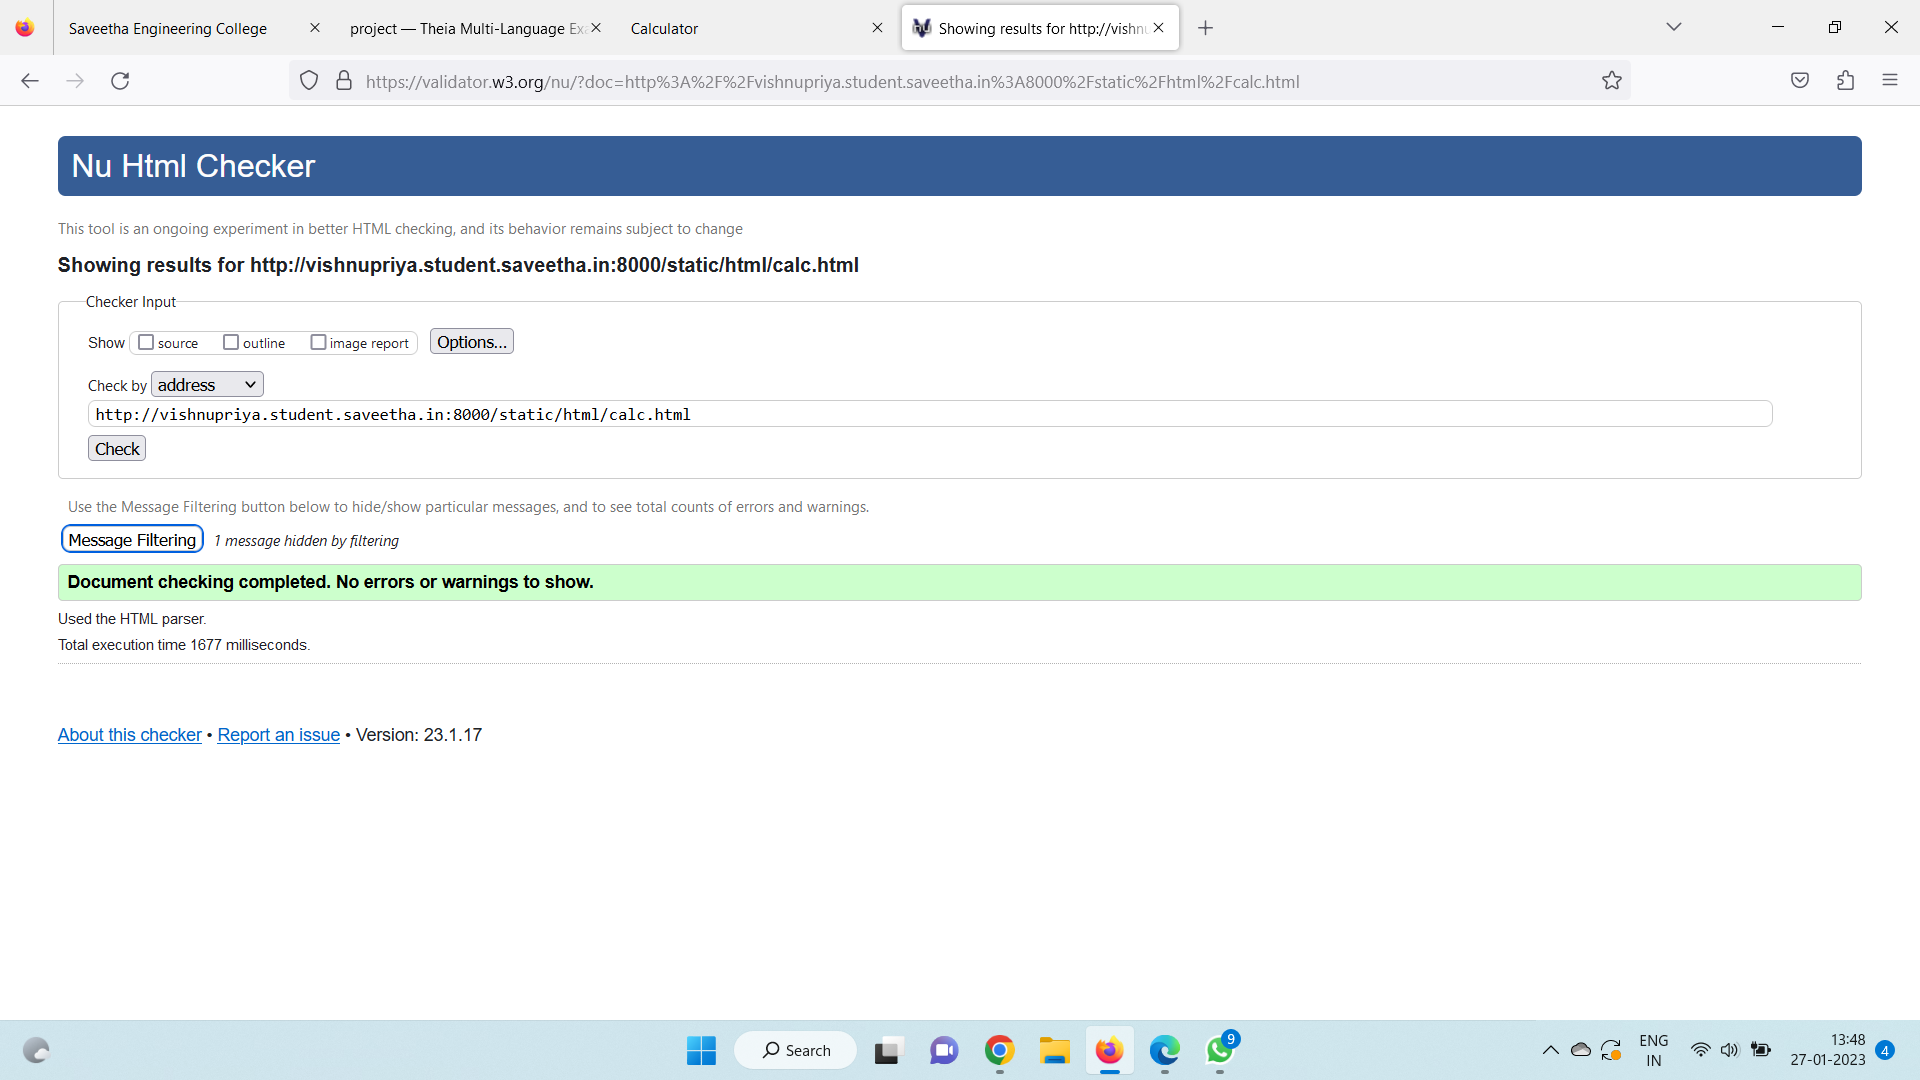 Saveetha Engineering College
project — Theia Multi-Language Exa
Calculator
Showing results for http://vishnu
https://validator.w3.org/nu/?doc=http%3A%2F%2Fvishnupriya.student.saveetha.in%3A8000%2Fstatic%2Fhtml%2Fcalc.html
Nu Html Checker
This tool is an ongoing experiment in better HTML checking, and its behavior remains subject to change
Showing results for http://vishnupriya.student.saveetha.in:8000/static/html/calc.html
Checker Input
Show source outline image report Options...
Check by address
http://vishnupriya.student.saveetha.in:8000/static/html/calc.html
Check
Use the Message Filtering button below to hide/show particular messages, and to see total counts of errors and warnings.
Message Filtering 1 message hidden by filtering
Document checking completed. No errors or warnings to show.
Used the HTML parser.
Total execution time 1677 milliseconds.
About this checker • Report an issue • Version: 23.1.17
Search
9
ENG
IN
13:48
27-01-2023
4